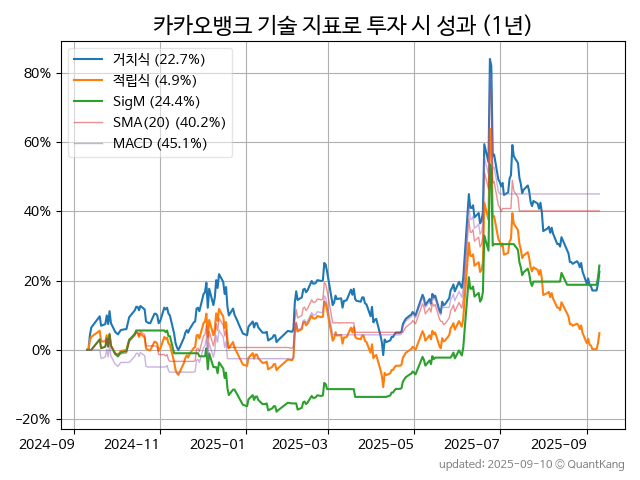 카카오뱅크 기술 지표로 투자 시 성과 (1년)
거치식 (22.7%)
적립식 (4.9%)
SigM (24.4%)
SMA(20) (40.2%)
MACD (45.1%)
80%
60%
40%
20%
0%
−20%
2024-09 2024-11 2025-01 2025-03 2025-05 2025-07 2025-09
updated: 2025-09-10 © QuantKang